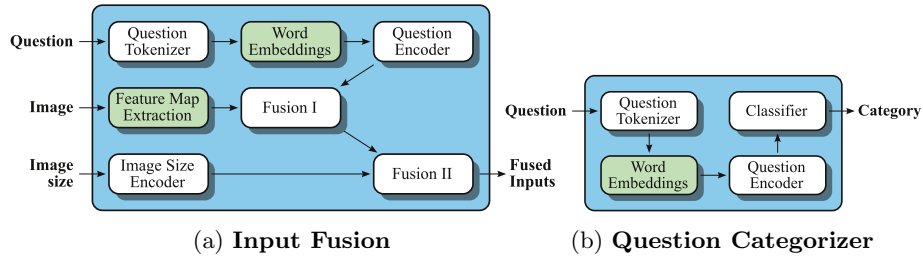 Question
Question
Tokenizer
Word
Embeddings
Question
Encoder
Image
Feature Map
Extraction
Fusion I
Image
size
Image Size
Encoder
Fusion II
Fused
Inputs
(a) Input Fusion
Question
Question
Tokenizer
Classifier
Category
Word
Embeddings
Question
Encoder
(b) Question Categorizer